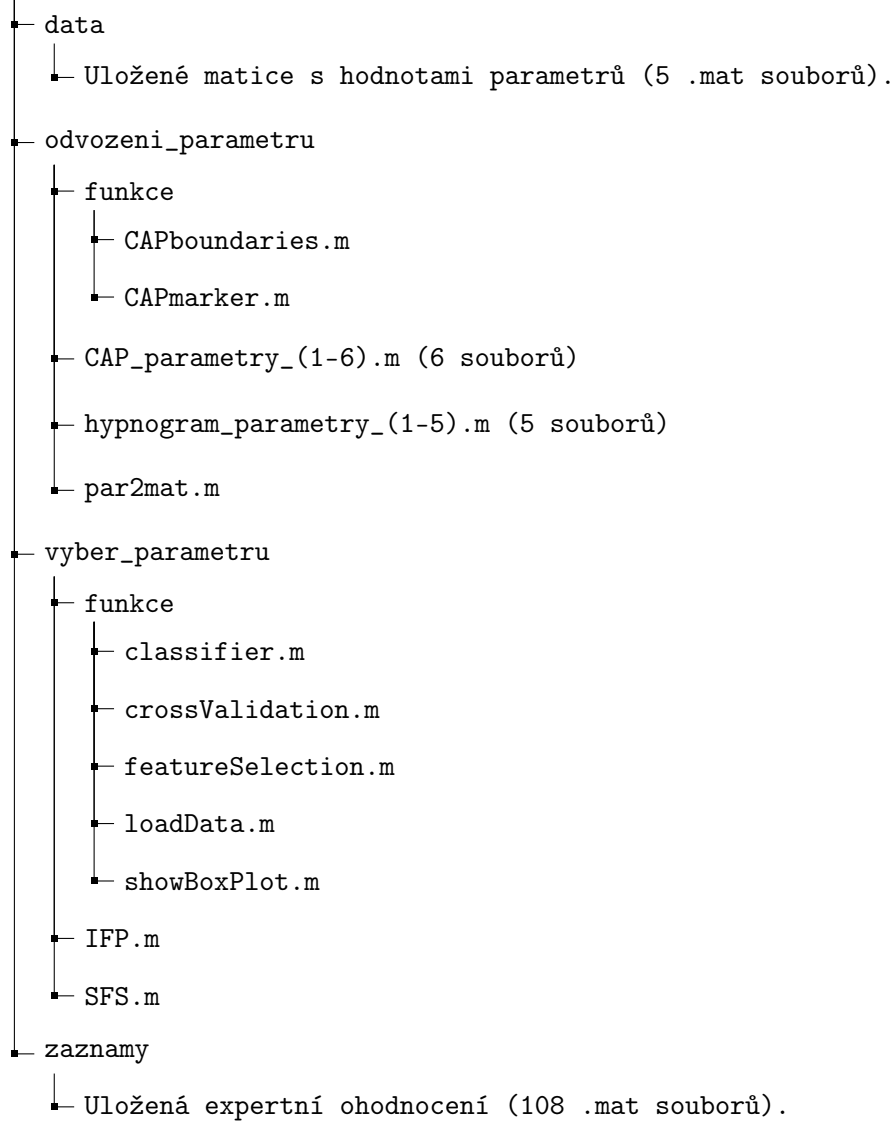 data
Uložené matice s hodnotami parametrů (5 .mat souborů).
odvozeni_parametru
funkce
CAPboundaries.m
CAPmarker.m
CAP_parametry_(1-6).m (6 souborů)
hypnogram_parametry_(1-5).m (5 souborů)
par2mat.m
vyber_parametru
funkce
classifier.m
crossValidation.m
featureSelection.m
loadData.m
showBoxPlot.m
IFP.m
SFS.m
zaznamy
Uložená expertní ohodnocení (108 .mat souborů).